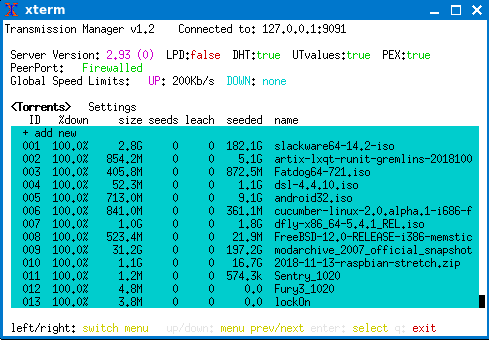 xterm
Transmission Manager v1.2 Connected to: 127.0.0.1:9091
Server Version: 2.93 (0) LPD:false DHT:true UTvalues:true PEX:true
PeerPort: Firewalled
Global Speed Limits: UP: 200Kb/s DOWN: none
<Torrents> Settings
ID %down size seeds leach seeded name
+ add new
001 100.0% 2.8G 0 0 182.1G slackware64-14.2-iso
002 100.0% 854.2M 0 0 5.1G artix-lxqt-runit-gremlins-2018100
003 100.0% 405.8M 0 0 872.5M Fatdog64-721.iso
004 100.0% 52.3M 0 0 1.1G dsl-4.4.10.iso
005 100.0% 713.0M 0 0 9.1G android32.iso
006 100.0% 841.0M 0 0 361.1M cucumber-linux-2.0.alpha.1-i686-f
007 100.0% 1.0G 0 0 1.8G dfly-x86_64-5.4.1_REL.iso
008 100.0% 523.4M 0 0 21.9M FreeBSD-12.0-RELEASE-i386-memstic
009 100.0% 31.2G 0 0 197.2G modarchive_2007_official_snapshot
010 100.0% 1.1G 0 0 16.7G 2018-11-13-raspbian-stretch.zip
011 100.0% 1.2M 0 0 574.3k Sentry_1020
012 100.0% 4.8M 0 0 0.0 Fury3_1020
013 100.0% 3.8M 0 0 0.0 lockOn
left/right: switch menu up/down: menu prev/next enter: select q: exit